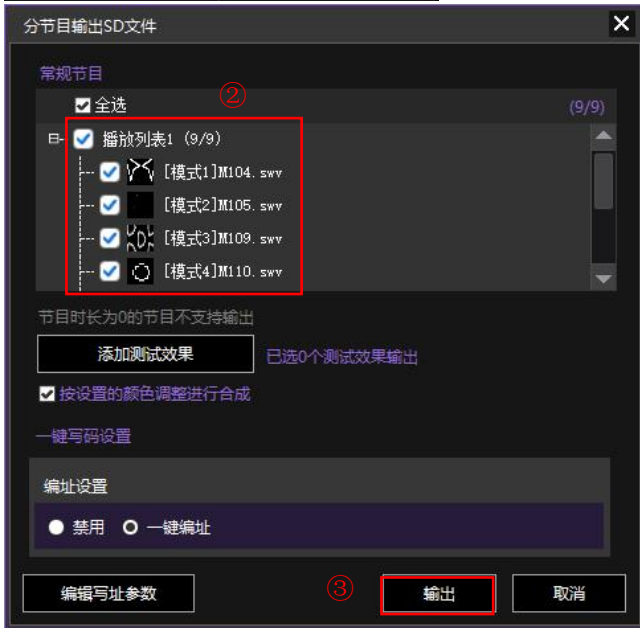 分节目输出SD文件
常规节目
全选
②
(9/9)
播放列表1 (9/9)
[模式1]M104.swv
[模式2]M105.swv
[模式3]M109.swv
[模式4]M110.swv
节目时长为0的节目不支持输出
添加测试效果 已选0个测试效果输出
按设置的颜色调整进行合成
一键写码设置
编址设置
禁用 一键编址
编辑写址参数 ③ 输出 取消